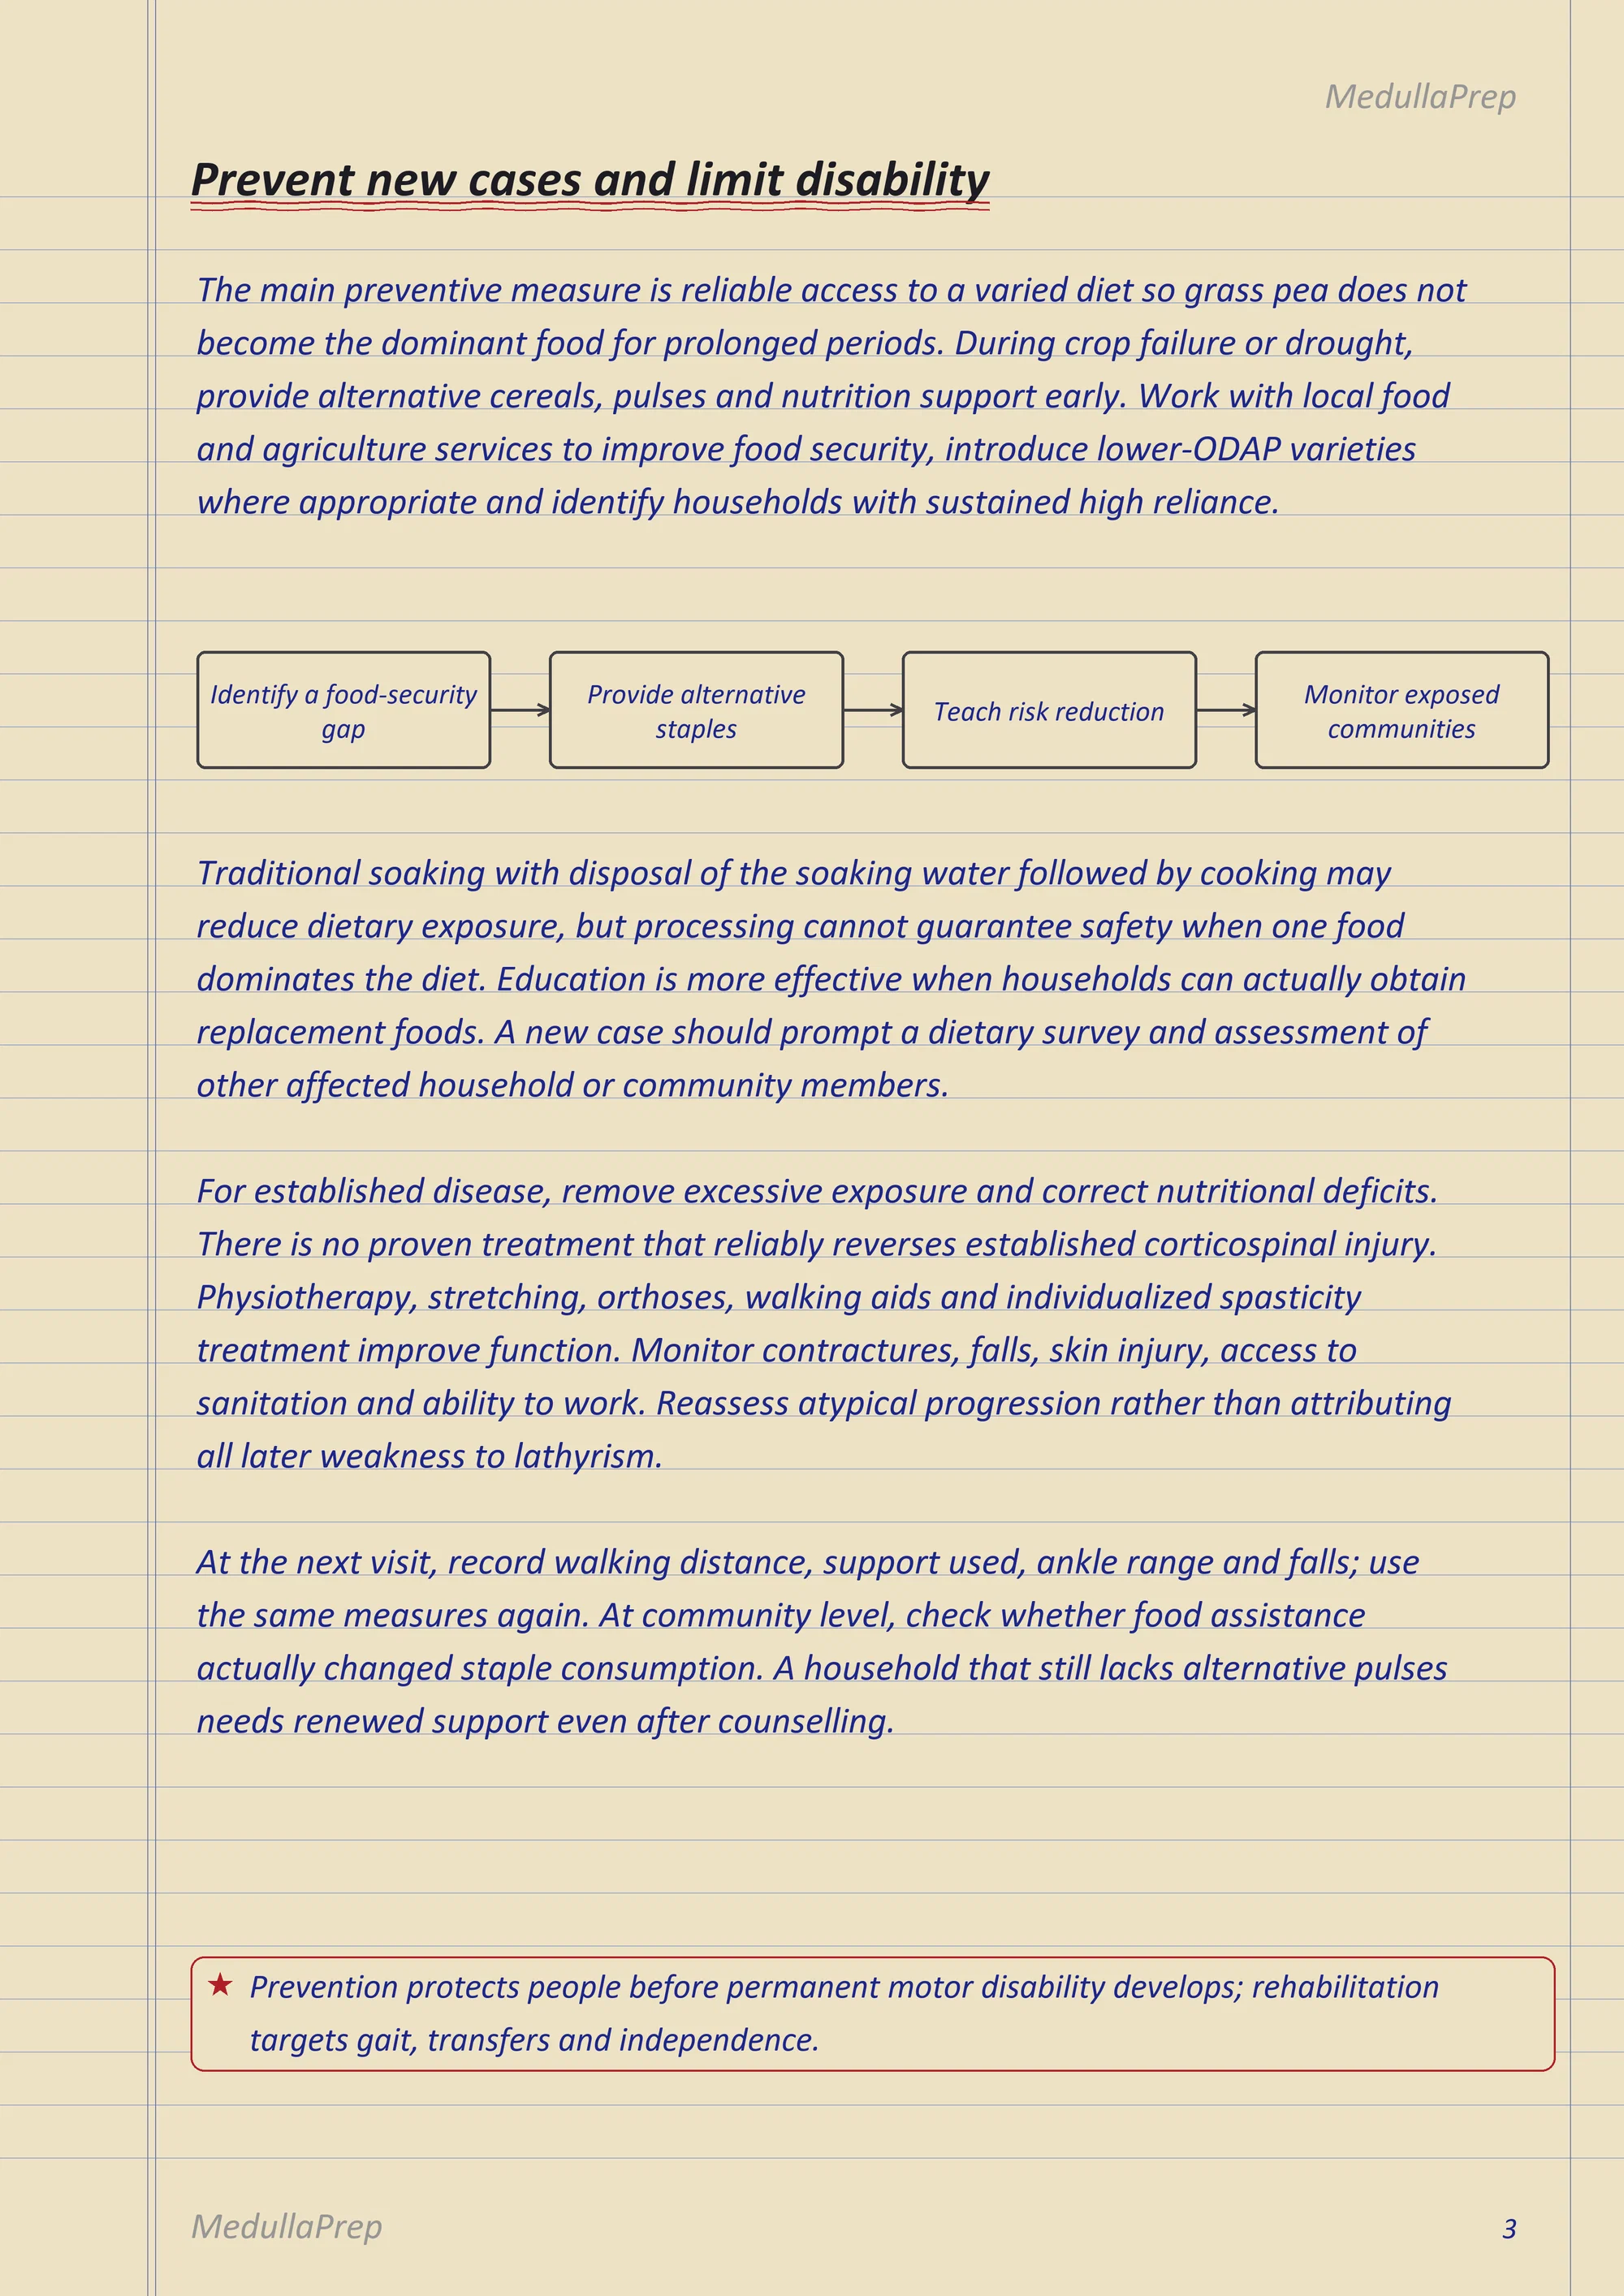 MedullaPrep
Prevent new cases and limit disability
The main preventive measure is reliable access to a varied diet so grass pea does not
become the dominant food for prolonged periods. During crop failure or drought,
provide alternative cereals, pulses and nutrition support early. Work with local food
and agriculture services to improve food security, introduce lower-ODAP varieties
where appropriate and identify households with sustained high reliance.
Identify a food-security
gap
Provide alternative
staples
Teach risk reduction
Monitor exposed
communities
Traditional soaking with disposal of the soaking water followed by cooking may
reduce dietary exposure, but processing cannot guarantee safety when one food
dominates the diet. Education is more effective when households can actually obtain
replacement foods. A new case should prompt a dietary survey and assessment of
other affected household or community members.
For established disease, remove excessive exposure and correct nutritional deficits.
There is no proven treatment that reliably reverses established corticospinal injury.
Physiotherapy, stretching, orthoses, walking aids and individualized spasticity
treatment improve function. Monitor contractures, falls, skin injury, access to
sanitation and ability to work. Reassess atypical progression rather than attributing
all later weakness to lathyrism.
At the next visit, record walking distance, support used, ankle range and falls; use
the same measures again. At community level, check whether food assistance
actually changed staple consumption. A household that still lacks alternative pulses
needs renewed support even after counselling.
★ Prevention protects people before permanent motor disability develops; rehabilitation
targets gait, transfers and independence.
MedullaPrep
3